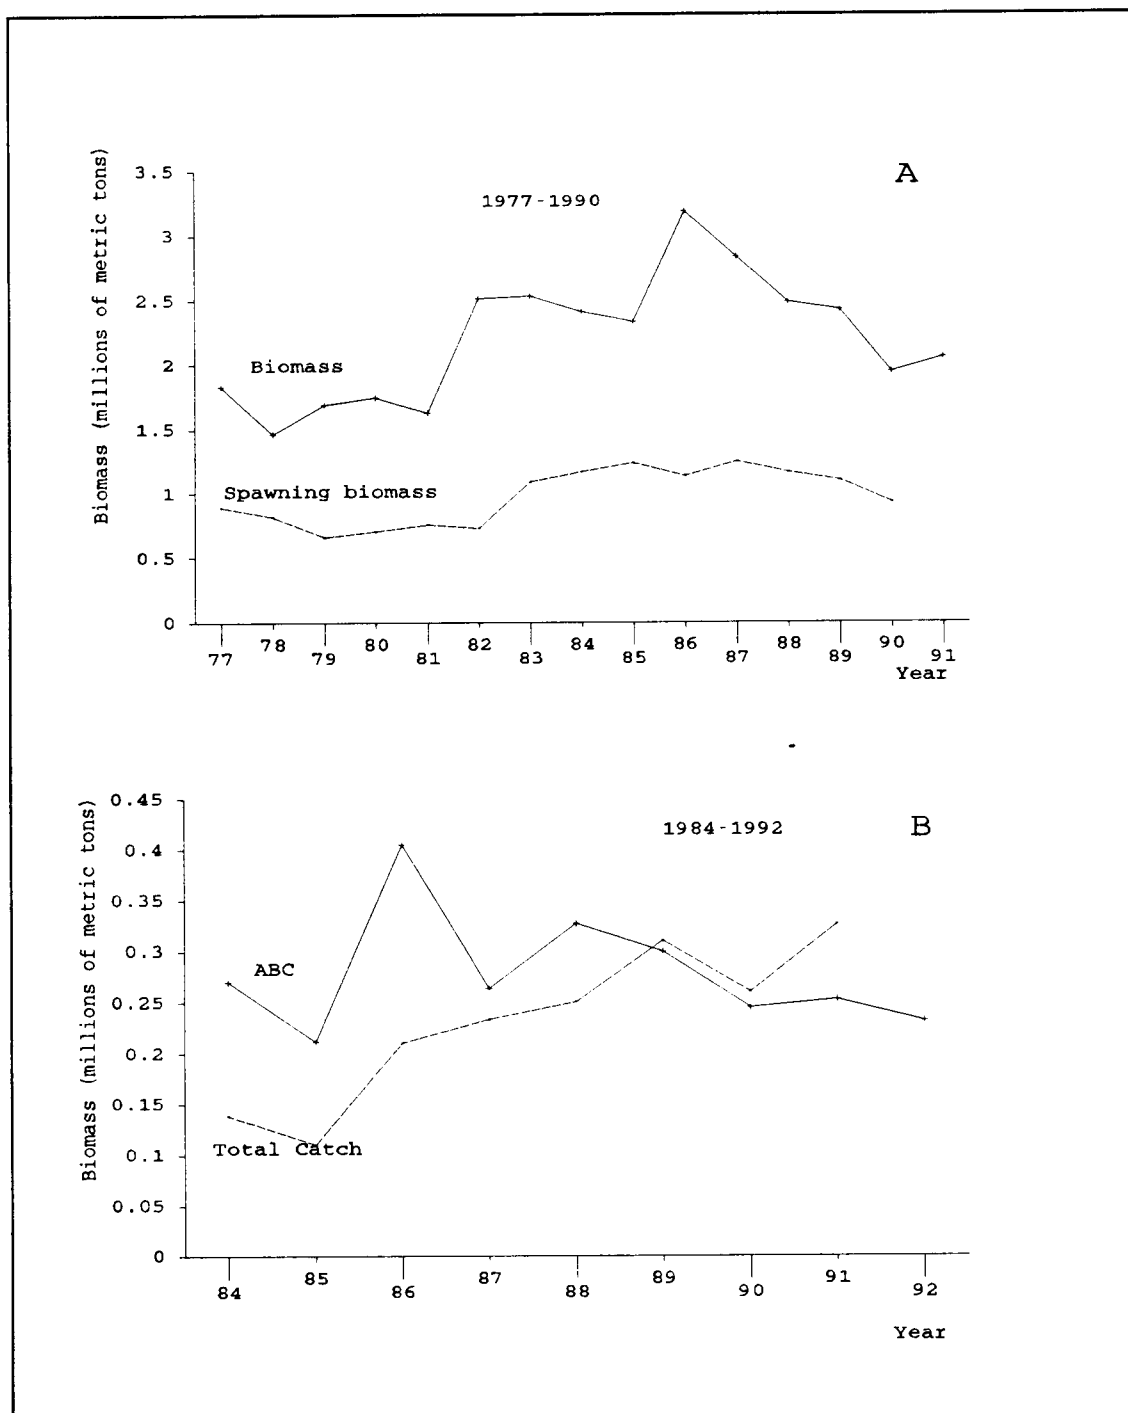 A
1977-1990
Biomass (millions of metric tons)
3.5
3
2.5
2
1.5
1
0.5
0
Biomass
Spawning biomass
77 78 79 80 81 82 83 84 85 86 87 88 89 90 91
Year
B
1984-1992
Biomass (millions of metric tons)
0.45
0.4
0.35
0.3
0.25
0.2
0.15
0.1
0.05
0
ABC
Total Catch
84 85 86 87 88 89 90 91 92
Year